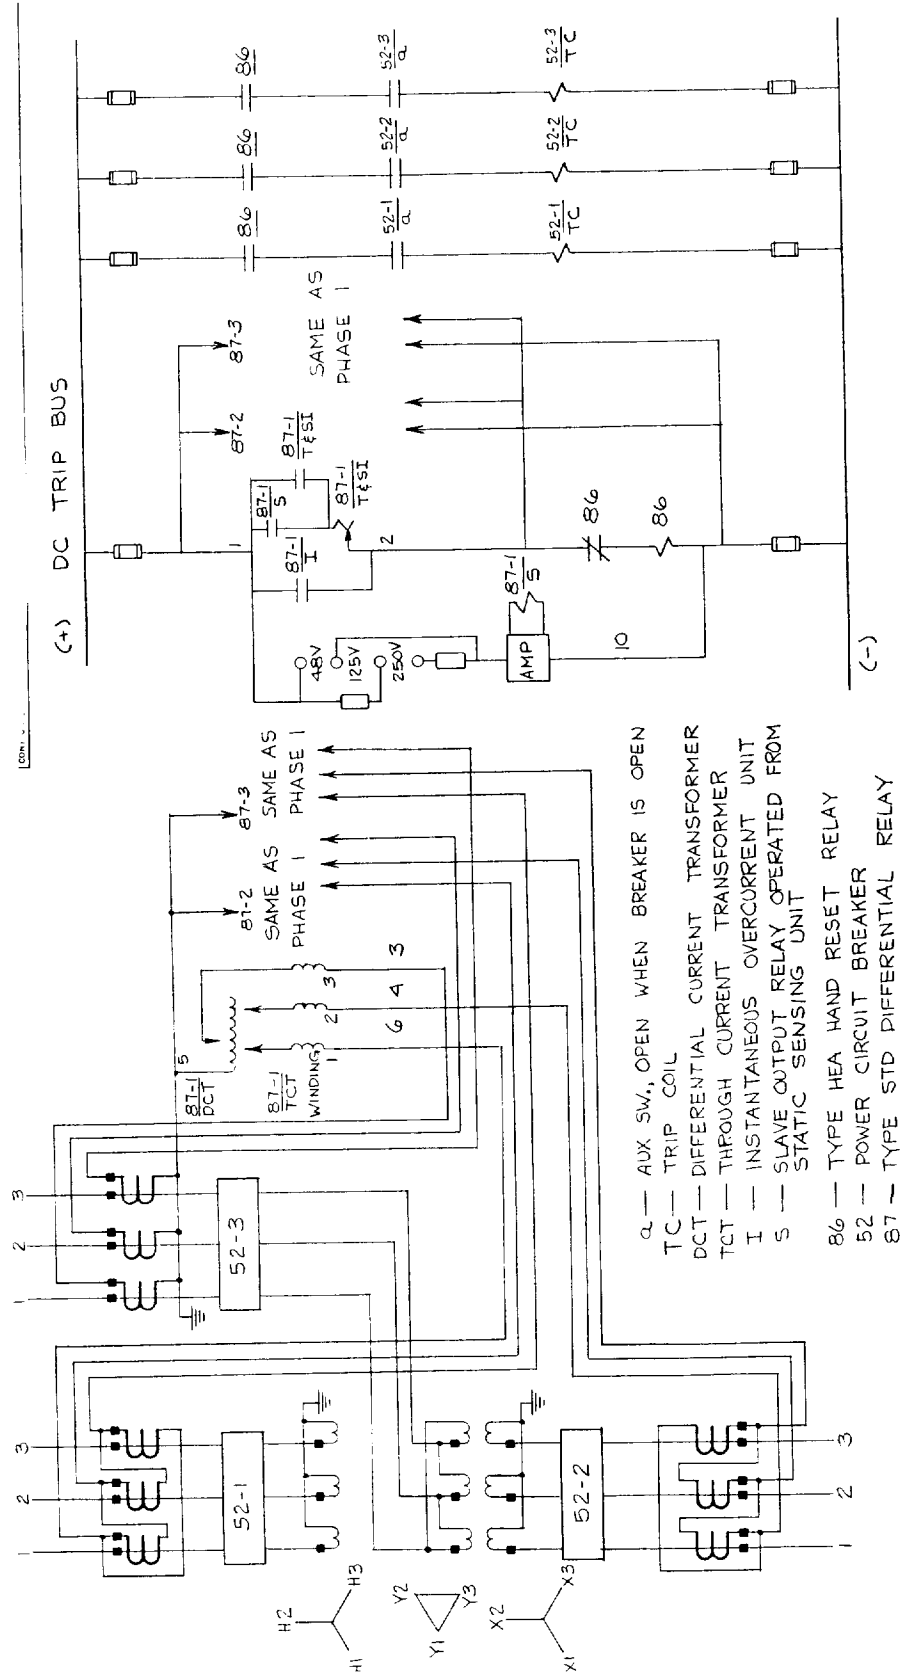 DC TRIP BUS
(+)
(-)
86
52-1
a
52-1
TC
86
52-2
a
52-2
TC
86
52-3
a
52-3
TC
87-2
87-3
SAME AS
PHASE 1
1
87-1
I
87-1
S
87-1
T&SI
87-1
T&SI
2
48V
125V
250V
AMP
87-1
S
10
86
86
87-2
SAME AS
PHASE 1
87-3
SAME AS
PHASE 1
5
87-1
DCT
87-1
TCT
WINDING
1
2
3
6
4
3
1
2
3
52-3
1
2
3
52-1
52-2
1
2
3
H1
H2
H3
Y1
Y2
Y3
X1
X2
X3
a — AUX SW., OPEN WHEN BREAKER IS OPEN
TC — TRIP COIL
DCT — DIFFERENTIAL CURRENT TRANSFORMER
TCT — THROUGH CURRENT TRANSFORMER
I — INSTANTANEOUS OVERCURRENT UNIT
S — SLAVE OUTPUT RELAY OPERATED FROM
STATIC SENSING UNIT
86 — TYPE HEA HAND RESET RELAY
52 — POWER CIRCUIT BREAKER
87 — TYPE STD DIFFERENTIAL RELAY